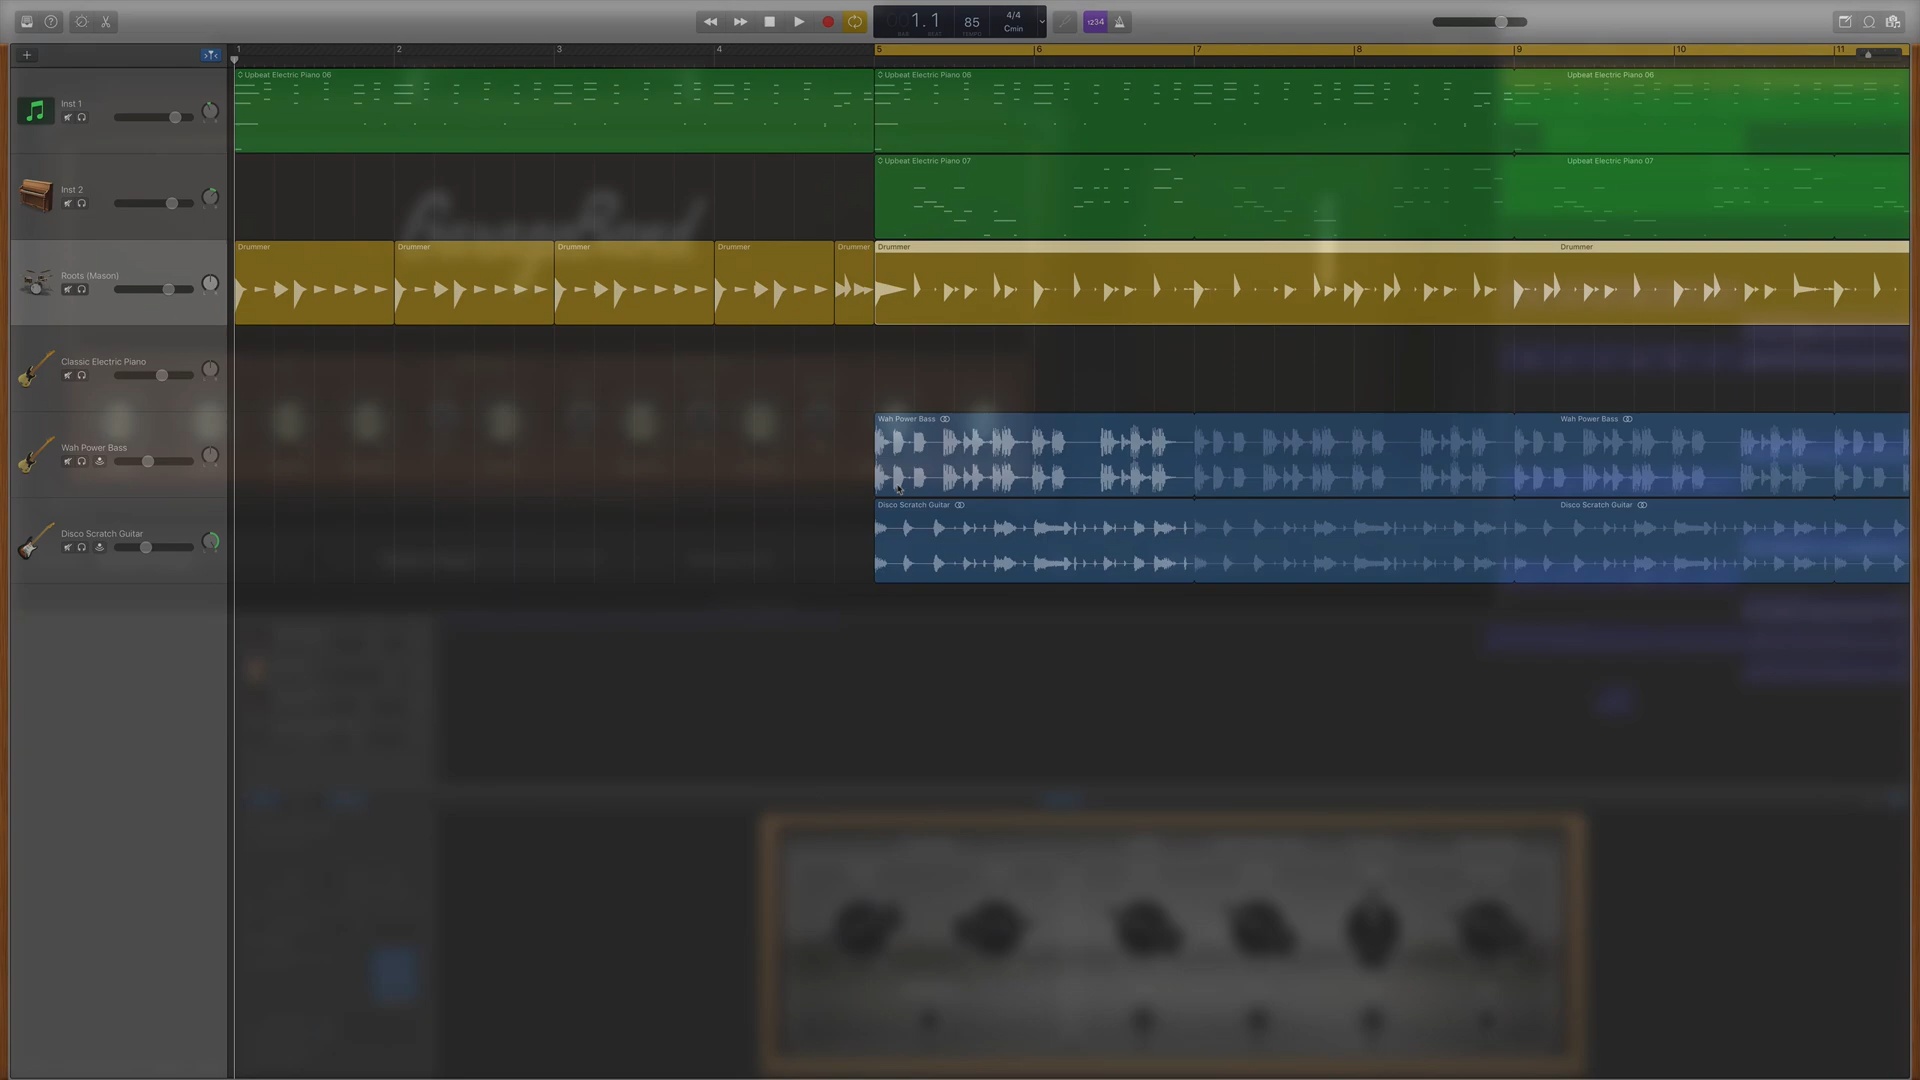 1.1 85 4/4
BAR BEAT TEMPO Cmin
1234
1 2 3 4 5 6 7 8 9 10 11
Inst 1
Upbeat Electric Piano 06 Upbeat Electric Piano 06 Upbeat Electric Piano 06
Inst 2
Upbeat Electric Piano 07 Upbeat Electric Piano 07
GarageBand
Roots (Mason)
Drummer Drummer Drummer Drummer Drummer Drummer Drummer
Classic Electric Piano
Wah Power Bass
Wah Power Bass Wah Power Bass
Disco Scratch Guitar
Disco Scratch Guitar Disco Scratch Guitar